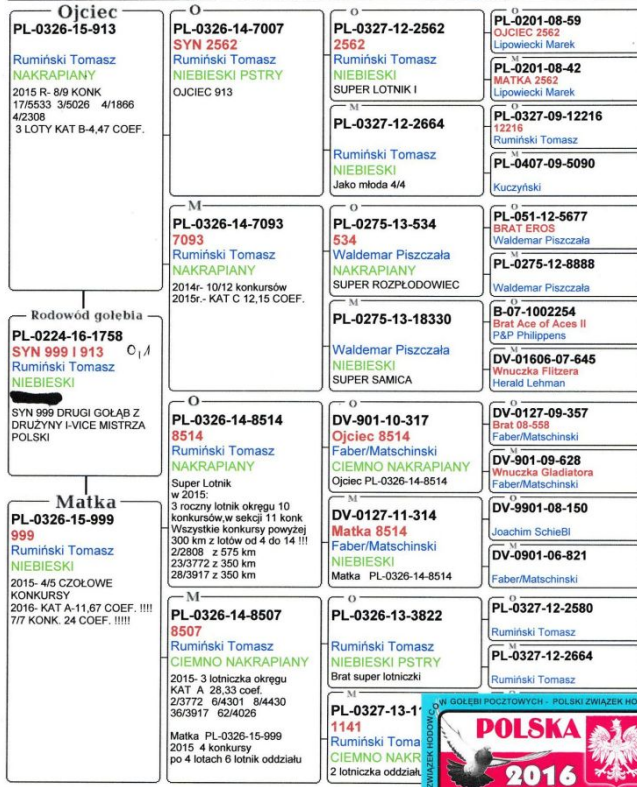 Ojciec
PL-0326-15-913
Rumiński Tomasz
NAKRAPIANY
2015 R- 8/9 KONK
17/5533 3/5026 4/1866
4/2308
3 LOTY KAT B-4,47 COEF.
Rodowód gołębia
PL-0224-16-1758
SYN 999 I 913
0,1
Rumiński Tomasz
NIEBIESKI
SYN 999 DRUGI GOŁĄB Z
DRUŻYNY I-VICE MISTRZA
POLSKI
Matka
PL-0326-15-999
999
Rumiński Tomasz
NIEBIESKI
2015- 4/5 CZOŁOWE
KONKURSY
2016- KAT A-11,67 COEF. !!!!
7/7 KONK. 24 COEF. !!!!!
O
PL-0326-14-7007
SYN 2562
Rumiński Tomasz
NIEBIESKI PSTRY
OJCIEC 913
M
PL-0326-14-7093
7093
Rumiński Tomasz
NAKRAPIANY
2014r- 10/12 konkursów
2015r.- KAT C 12,15 COEF.
O
PL-0326-14-8514
8514
Rumiński Tomasz
NAKRAPIANY
Super Lotnik
w 2015:
3 roczny lotnik okręgu 10
konkursów,w sekcji 11 konk
Wszystkie konkursy powyżej
300 km z lotów od 4 do 14 !!!
2/2808 z 575 km
23/3772 z 350 km
28/3917 z 350 km
M
PL-0326-14-8507
8507
Rumiński Tomasz
CIEMNO NAKRAPIANY
2015- 3 lotniczka okręgu
KAT A 28,33 coef.
2/3772 6/4301 8/4430
36/3917 62/4026
Matka PL-0326-15-999
2015 4 konkursy
po 4 lotach 6 lotnik oddziału
O
PL-0327-12-2562
2562
Rumiński Tomasz
NIEBIESKI
SUPER LOTNIK I
M
PL-0327-12-2664
Rumiński Tomasz
NIEBIESKI
Jako młoda 4/4
O
PL-0275-13-534
534
Waldemar Piszczała
NAKRAPIANY
SUPER ROZPŁODOWIEC
M
PL-0275-13-18330
Waldemar Piszczała
NIEBIESKI
SUPER SAMICA
O
DV-901-10-317
Ojciec 8514
Faber/Matschinski
CIEMNO NAKRAPIANY
Ojciec PL-0326-14-8514
M
DV-0127-11-314
Matka 8514
Faber/Matschinski
NIEBIESKI
Matka PL-0326-14-8514
O
PL-0326-13-3822
Rumiński Tomasz
NIEBIESKI PSTRY
Brat super lotniczki
M
PL-0327-13-1
1141
Rumiński Toma
CIEMNO NAKR
2 lotniczka oddziału
O
PL-0201-08-59
OJCIEC 2562
Lipowiecki Marek
M
PL-0201-08-42
MATKA 2562
Lipowiecki Marek
O
PL-0327-09-12216
12216
Rumiński Tomasz
M
PL-0407-09-5090
Kuczyński
O
PL-051-12-5677
BRAT EROS
Waldemar Piszczała
M
PL-0275-12-8888
Waldemar Piszczała
O
B-07-1002254
Brat Ace of Aces II
P&P Philippens
M
DV-01606-07-645
Wnuczka Flitzera
Herald Lehman
O
DV-0127-09-357
Brat 08-558
Faber/Matschinski
M
DV-901-09-628
Wnuczka Gladiatora
Faber/Matschinski
O
DV-9901-08-150
Joachim SchieBl
M
DV-0901-06-821
Faber/Matschinski
O
PL-0327-12-2580
Rumiński Tomasz
M
PL-0327-12-2664
Rumiński Tomasz
ZWIĄZEK HODOWCÓW GOŁĘBI POCZTOWYCH - POLSKI ZWIĄZEK HO
POLSKA
2016